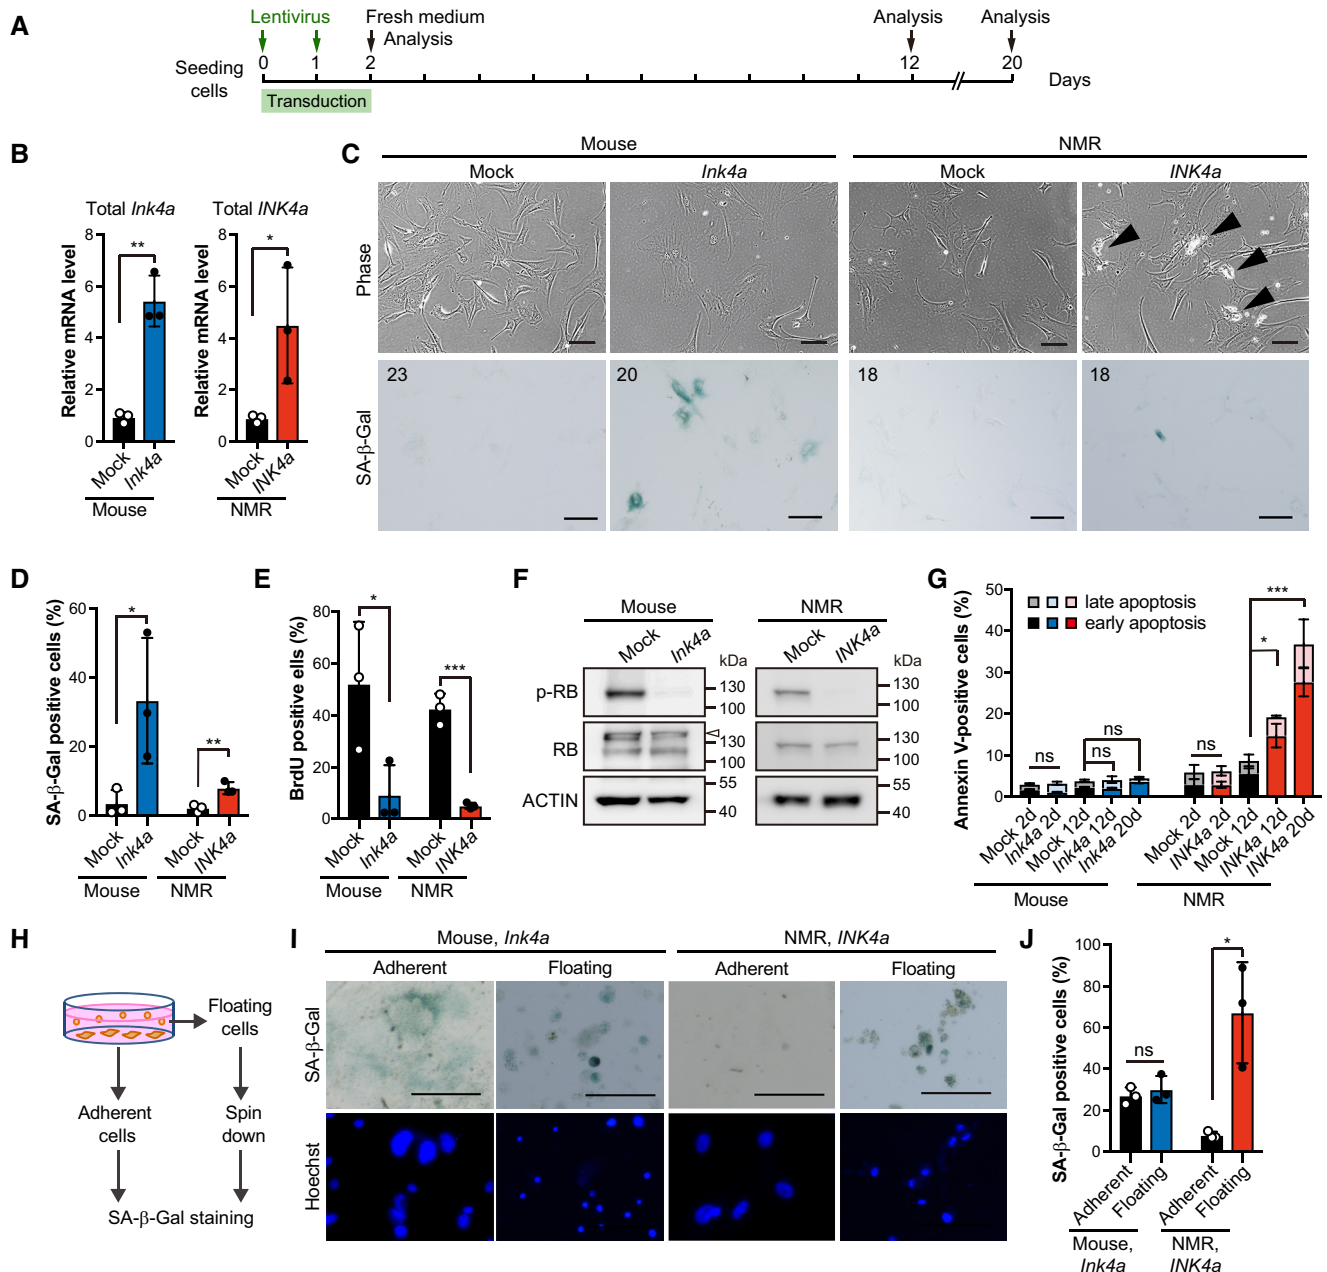 A
Lentivirus
Fresh medium
Analysis
Analysis
Analysis
Seeding
cells
0
1
2
12
20
Days
Transduction
B
Total Ink4a
Total INK4a
Relative mRNA level
8
6
4
2
0
Relative mRNA level
8
6
4
2
0
**
*
Mock
Ink4a
Mock
INK4a
Mouse
NMR
C
Mouse
NMR
Mock
Ink4a
Mock
INK4a
Phase
SA-β-Gal
23
20
18
18
D
SA-β-Gal positive cells (%)
60
40
20
0
*
**
Mock
Ink4a
Mock
INK4a
Mouse
NMR
E
BrdU positive ells (%)
80
60
40
20
0
*
***
Mock
Ink4a
Mock
INK4a
Mouse
NMR
F
Mouse
NMR
Mock
Ink4a
kDa
Mock
INK4a
kDa
p-RB
130
100
130
100
RB
130
100
130
100
ACTIN
55
40
55
40
G
Annexin V-positive cells (%)
50
40
30
20
10
0
late apoptosis
early apoptosis
ns
ns
ns
ns
*
***
Mock 2d
Ink4a 2d
Mock 12d
Ink4a 12d
Ink4a 20d
Mock 2d
INK4a 2d
Mock 12d
INK4a 12d
INK4a 20d
Mouse
NMR
H
Floating
cells
Adherent
cells
Spin
down
SA-β-Gal staining
I
Mouse, Ink4a
NMR, INK4a
Adherent
Floating
Adherent
Floating
SA-β-Gal
Hoechst
J
SA-β-Gal positive cells (%)
100
80
60
40
20
0
ns
*
Adherent
Floating
Adherent
Floating
Mouse,
Ink4a
NMR,
INK4a